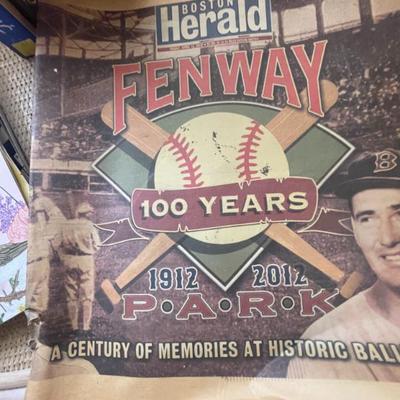 BOSTON
Herald
FENWAY
100 YEARS
1912 2012
P·A·R·K
A CENTURY OF MEMORIES AT HISTORIC BALL
B